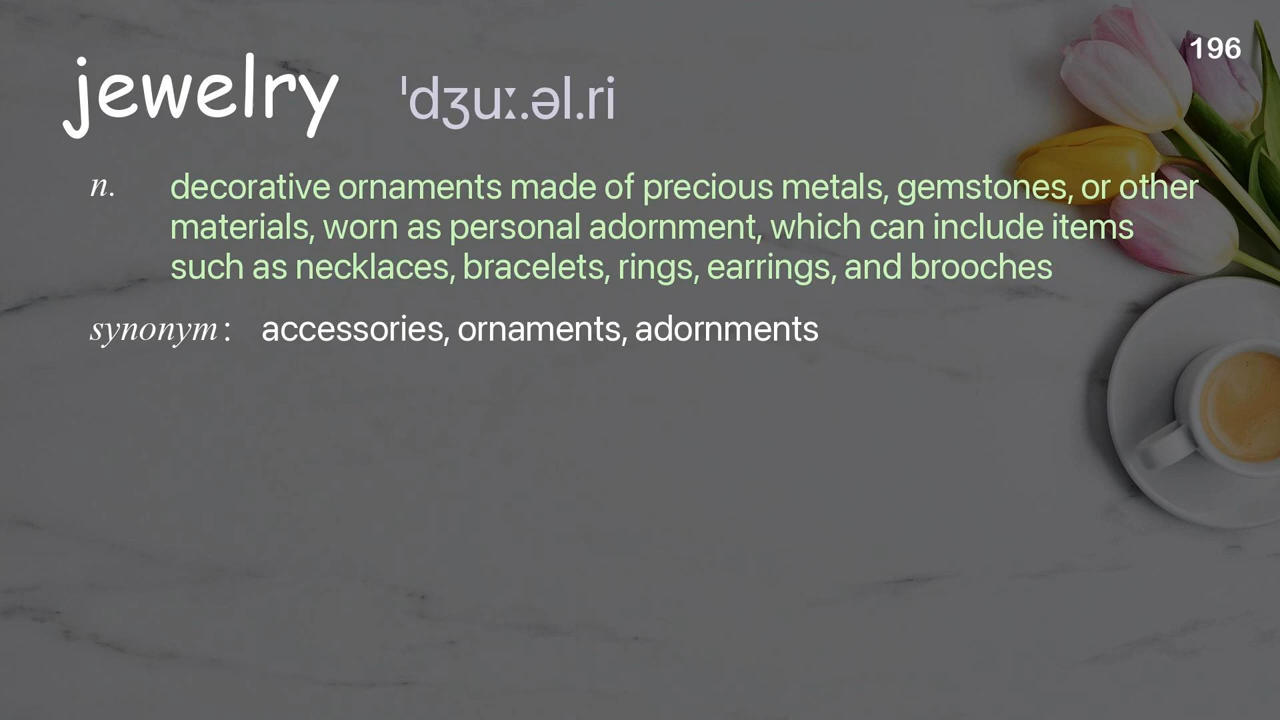 196
jewelry ˈdʒuː.əl.ri
n. decorative ornaments made of precious metals, gemstones, or other
materials, worn as personal adornment, which can include items
such as necklaces, bracelets, rings, earrings, and brooches
synonym : accessories, ornaments, adornments